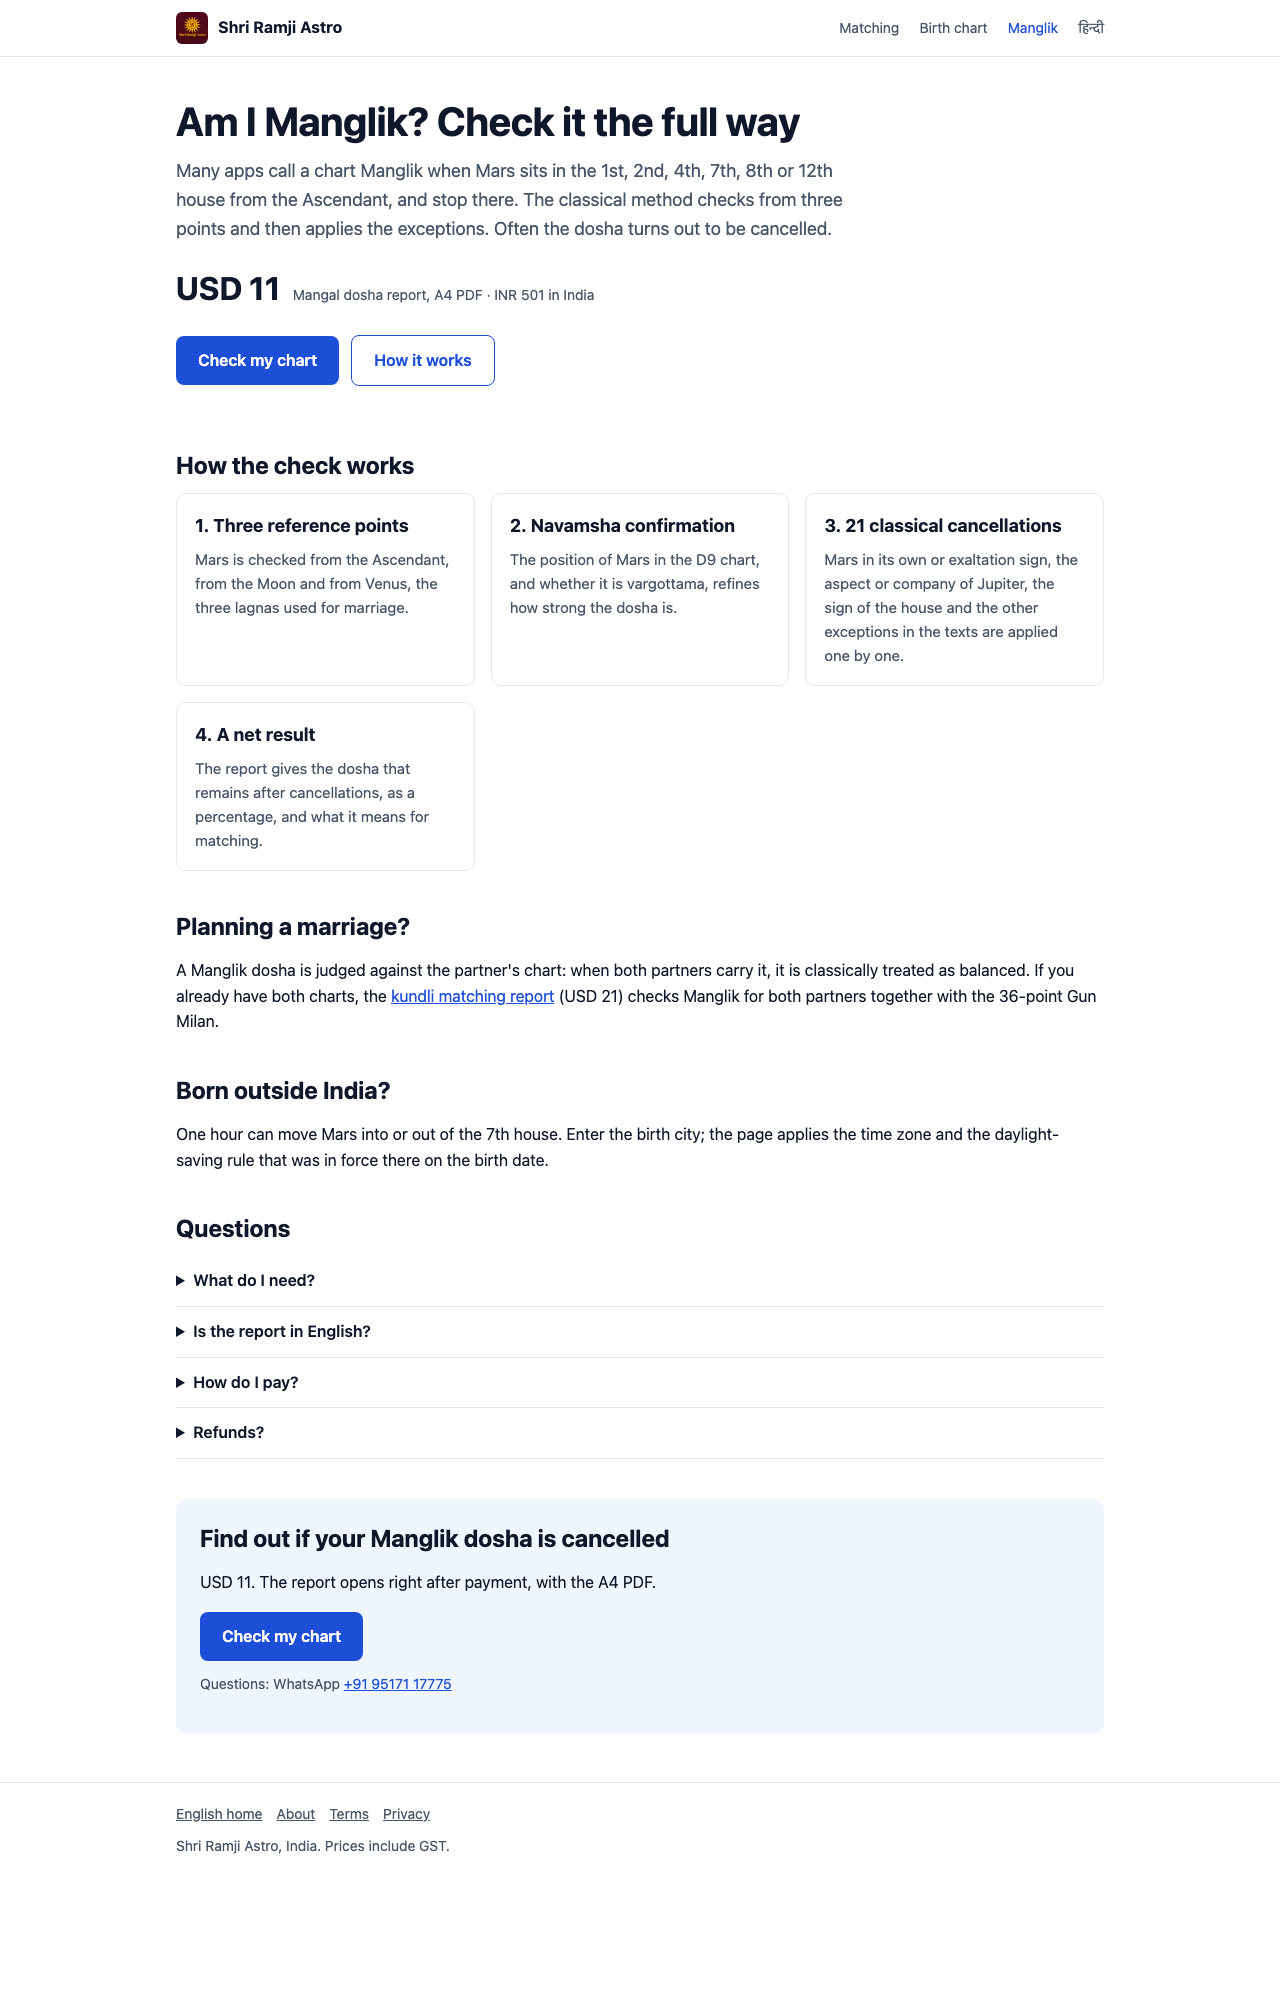 Shri Ramji Astro
Matching
Birth chart
Manglik
हिन्दी
Am I Manglik? Check it the full way
Many apps call a chart Manglik when Mars sits in the 1st, 2nd, 4th, 7th, 8th or 12th
house from the Ascendant, and stop there. The classical method checks from three
points and then applies the exceptions. Often the dosha turns out to be cancelled.
USD 11 Mangal dosha report, A4 PDF · INR 501 in India
Check my chart
How it works
How the check works
1. Three reference points
Mars is checked from the Ascendant,
from the Moon and from Venus, the
three lagnas used for marriage.
2. Navamsha confirmation
The position of Mars in the D9 chart,
and whether it is vargottama, refines
how strong the dosha is.
3. 21 classical cancellations
Mars in its own or exaltation sign, the
aspect or company of Jupiter, the
sign of the house and the other
exceptions in the texts are applied
one by one.
4. A net result
The report gives the dosha that
remains after cancellations, as a
percentage, and what it means for
matching.
Planning a marriage?
A Manglik dosha is judged against the partner's chart: when both partners carry it, it is classically treated as balanced. If you
already have both charts, the kundli matching report (USD 21) checks Manglik for both partners together with the 36-point Gun
Milan.
Born outside India?
One hour can move Mars into or out of the 7th house. Enter the birth city; the page applies the time zone and the daylight-
saving rule that was in force there on the birth date.
Questions
What do I need?
Is the report in English?
How do I pay?
Refunds?
Find out if your Manglik dosha is cancelled
USD 11. The report opens right after payment, with the A4 PDF.
Check my chart
Questions: WhatsApp +91 95171 17775
English home
About
Terms
Privacy
Shri Ramji Astro, India. Prices include GST.